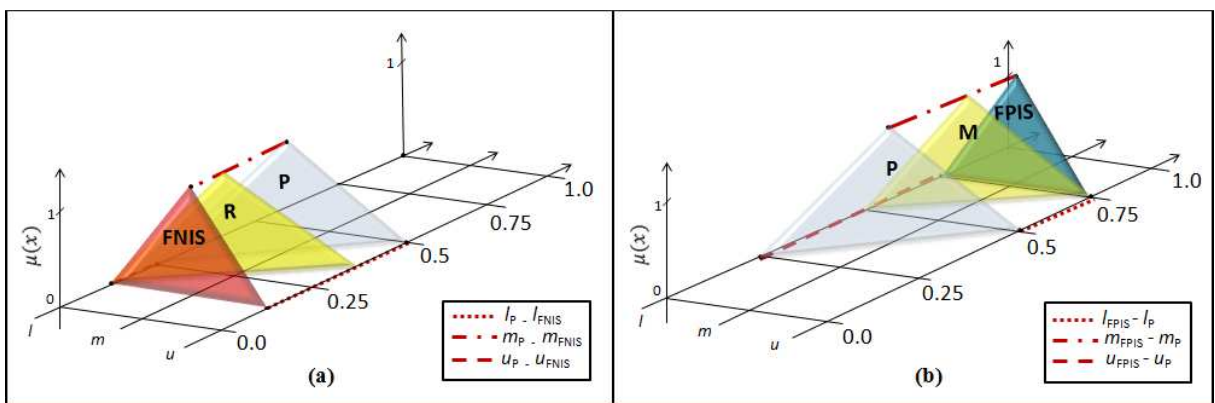 1
1.0
P
0.75
R
FNIS
1
0.5
μ(x)
0.25
0
0.0
l
m
u
l_P - l_FNIS
m_P - m_FNIS
u_P - u_FNIS
(a)
1
FPIS
M
1.0
P
0.75
1
0.5
μ(x)
0.25
0
0.0
l
m
u
l_FPIS - l_P
m_FPIS - m_P
u_FPIS - u_P
(b)